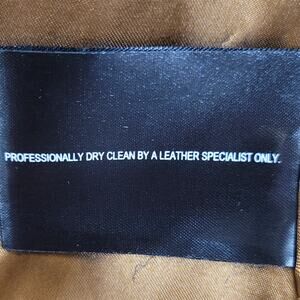 PROFESSIONALLY DRY CLEAN BY A LEATHER SPECIALIST ONLY.